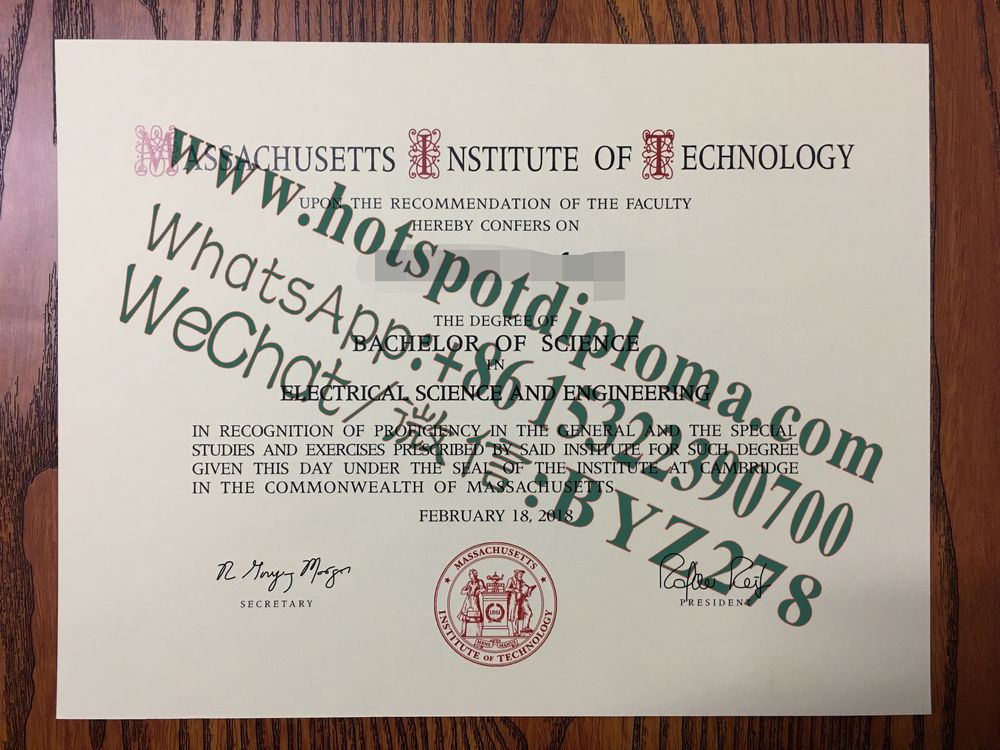 MASSACHUSETTS INSTITUTE OF TECHNOLOGY
UPON THE RECOMMENDATION OF THE FACULTY
HEREBY CONFERS ON
THE DEGREE OF
BACHELOR OF SCIENCE
IN
ELECTRICAL SCIENCE AND ENGINEERING
IN RECOGNITION OF PROFICIENCY IN THE GENERAL AND THE SPECIAL
STUDIES AND EXERCISES PRESCRIBED BY SAID INSTITUTE FOR SUCH DEGREE
GIVEN THIS DAY UNDER THE SEAL OF THE INSTITUTE AT CAMBRIDGE
IN THE COMMONWEALTH OF MASSACHUSETTS
FEBRUARY 18, 2018
SECRETARY
PRESIDENT
MASSACHUSETTS
INSTITUTE OF TECHNOLOGY
1861
www.hotspotdiploma.com
WhatsApp:+86 15322390700
WeChat/微信:BYZ278